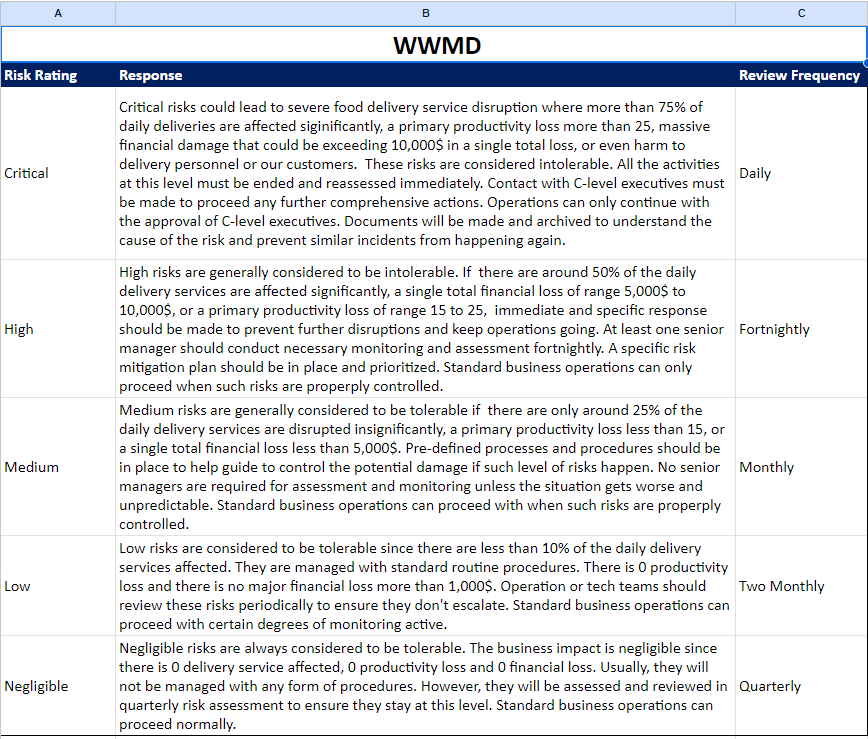 A B C
WWMD
Risk Rating Response Review Frequency
Critical risks could lead to severe food delivery service disruption where more than 75% of
daily deliveries are affected siginificantly, a primary productivity loss more than 25, massive
financial damage that could be exceeding 10,000$ in a single total loss, or even harm to
delivery personnel or our customers.  These risks are considered intolerable. All the activities
Critical
Daily
at this level must be ended and reassessed immediately. Contact with C-level executives must
be made to proceed any further comprehensive actions. Operations can only continue with
the approval of C-level executives. Documents will be made and archived to understand the
cause of the risk and prevent similar incidents from happening again.
High risks are generally considered to be intolerable. If  there are around 50% of the daily
delivery services are affected significantly, a single total financial loss of range 5,000$ to
10,000$, or a primary productivity loss of range 15 to 25,  immediate and specific response
High
should be made to prevent further disruptions and keep operations going. At least one senior
Fortnightly
manager should conduct necessary monitoring and assessment fortnightly. A specific risk
mitigation plan should be in place and prioritized. Standard business operations can only
proceed when such risks are properply controlled.
Medium risks are generally considered to be tolerable if  there are only around 25% of the
daily delivery services are disrupted insignificantly, a primary productivity loss less than 15, or
a single total financial loss less than 5,000$. Pre-defined processes and procedures should be
Medium
in place to help guide to control the potential damage if such level of risks happen. No senior
Monthly
managers are required for assessment and monitoring unless the situation gets worse and
unpredictable. Standard business operations can proceed with when such risks are properply
controlled.
Low risks are considered to be tolerable since there are less than 10% of the daily delivery
services affected. They are managed with standard routine procedures. There is 0 productivity
Low
loss and there is no major financial loss more than 1,000$. Operation or tech teams should
Two Monthly
review these risks periodically to ensure they don't escalate. Standard business operations can
proceed with certain degrees of monitoring active.
Negligible risks are always considered to be tolerable. The business impact is negligible since
there is 0 delivery service affected, 0 productivity loss and 0 financial loss. Usually, they will
Negligible
not be managed with any form of procedures. However, they will be assessed and reviewed in
Quarterly
quarterly risk assessment to ensure they stay at this level. Standard business operations can
proceed normally.